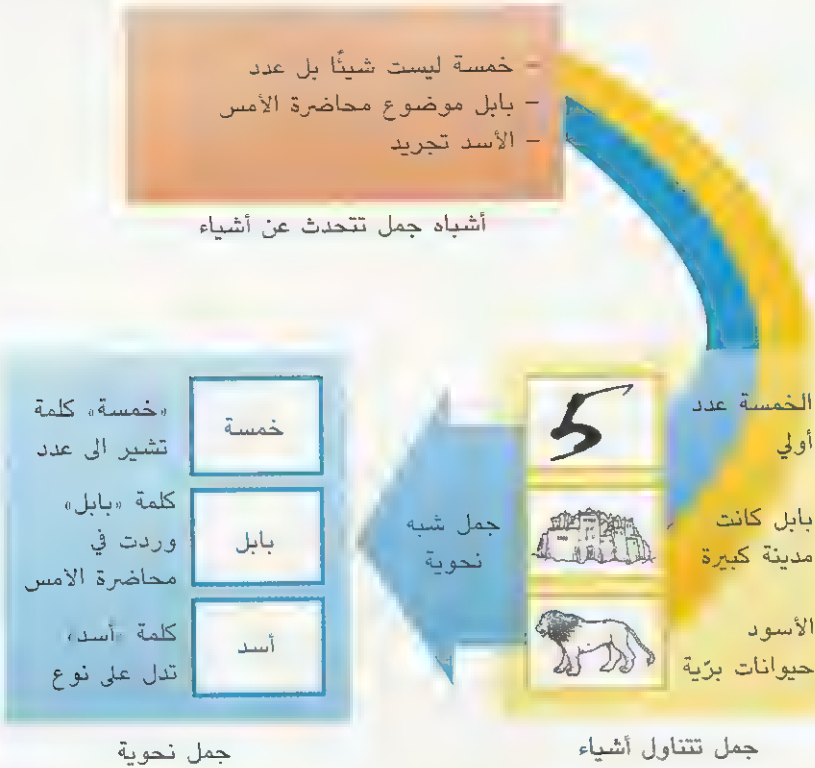 – خمسة ليست شيئًا بل عدد
– بابل موضوع محاضرة الأمس
– الأسد تجريد
أشباه جمل تتحدث عن أشياء
الخمسة عدد
أولي
5
بابل كانت
مدينة كبيرة
الأسود
حيوانات برّية
جمل تتناول أشياء
جمل شبه
نحوية
خمسة
«خمسة» كلمة
تشير الى عدد
بابل
كلمة «بابل»
وردت في
محاضرة الامس
أسد
كلمة «أسد»
تدل على نوع
جمل نحوية